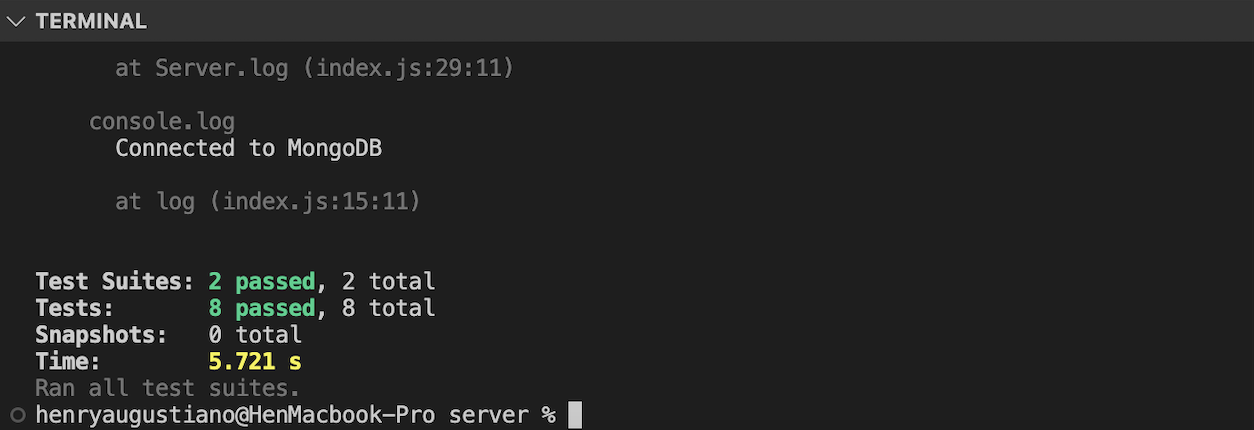 TERMINAL
at Server.log (index.js:29:11)
console.log
Connected to MongoDB
at log (index.js:15:11)
Test Suites: 2 passed, 2 total
Tests: 8 passed, 8 total
Snapshots: 0 total
Time: 5.721 s
Ran all test suites.
henryaugustiano@HenMacbook-Pro server %